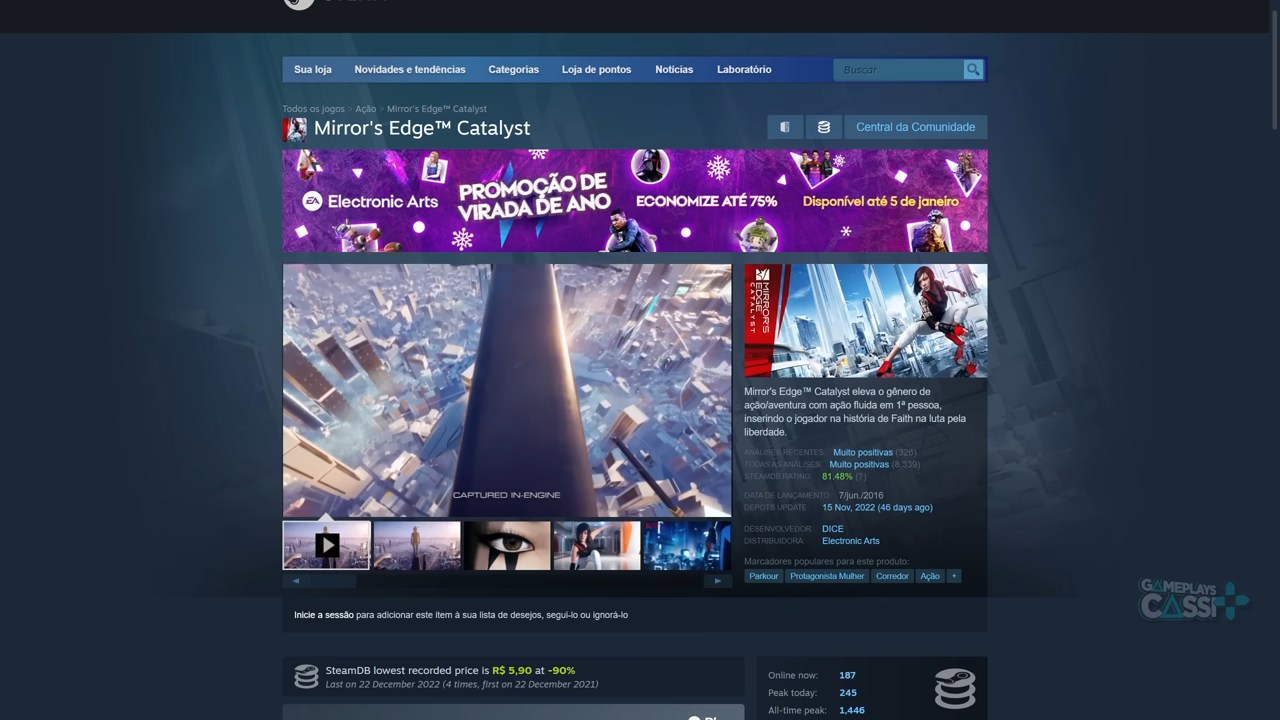 Sua loja
Novidades e tendências
Categorias
Loja de pontos
Notícias
Laboratório
Buscar
Todos os jogos > Ação > Mirror's Edge™ Catalyst
Mirror's Edge™ Catalyst
Central da Comunidade
EA Electronic Arts
PROMOÇÃO DE
VIRADA DE ANO
ECONOMIZE ATÉ 75%
Disponível até 5 de janeiro
CAPTURED IN-ENGINE
MIRROR'S
EDGE
CATALYST
Mirror's Edge™ Catalyst eleva o gênero de
ação/aventura com ação fluida em 1ª pessoa,
inserindo o jogador na história de Faith na luta pela
liberdade.
ANÁLISES RECENTES: Muito positivas (326)
TODAS AS ANÁLISES: Muito positivas (8,339)
STEAMDB RATING: 81.48% (?)
DATA DE LANÇAMENTO: 7/jun./2016
DEPOTS UPDATE: 15 Nov, 2022 (46 days ago)
DESENVOLVEDOR: DICE
DISTRIBUIDORA: Electronic Arts
Marcadores populares para este produto:
Parkour
Protagonista Mulher
Corredor
Ação
+
Inicie a sessão para adicionar este item à sua lista de desejos, segui-lo ou ignorá-lo
SteamDB lowest recorded price is R$ 5,90 at -90%
Last on 22 December 2022 (4 times, first on 22 December 2021)
Online now: 187
Peak today: 245
All-time peak: 1,446
GAMEPLAYS
CASSI